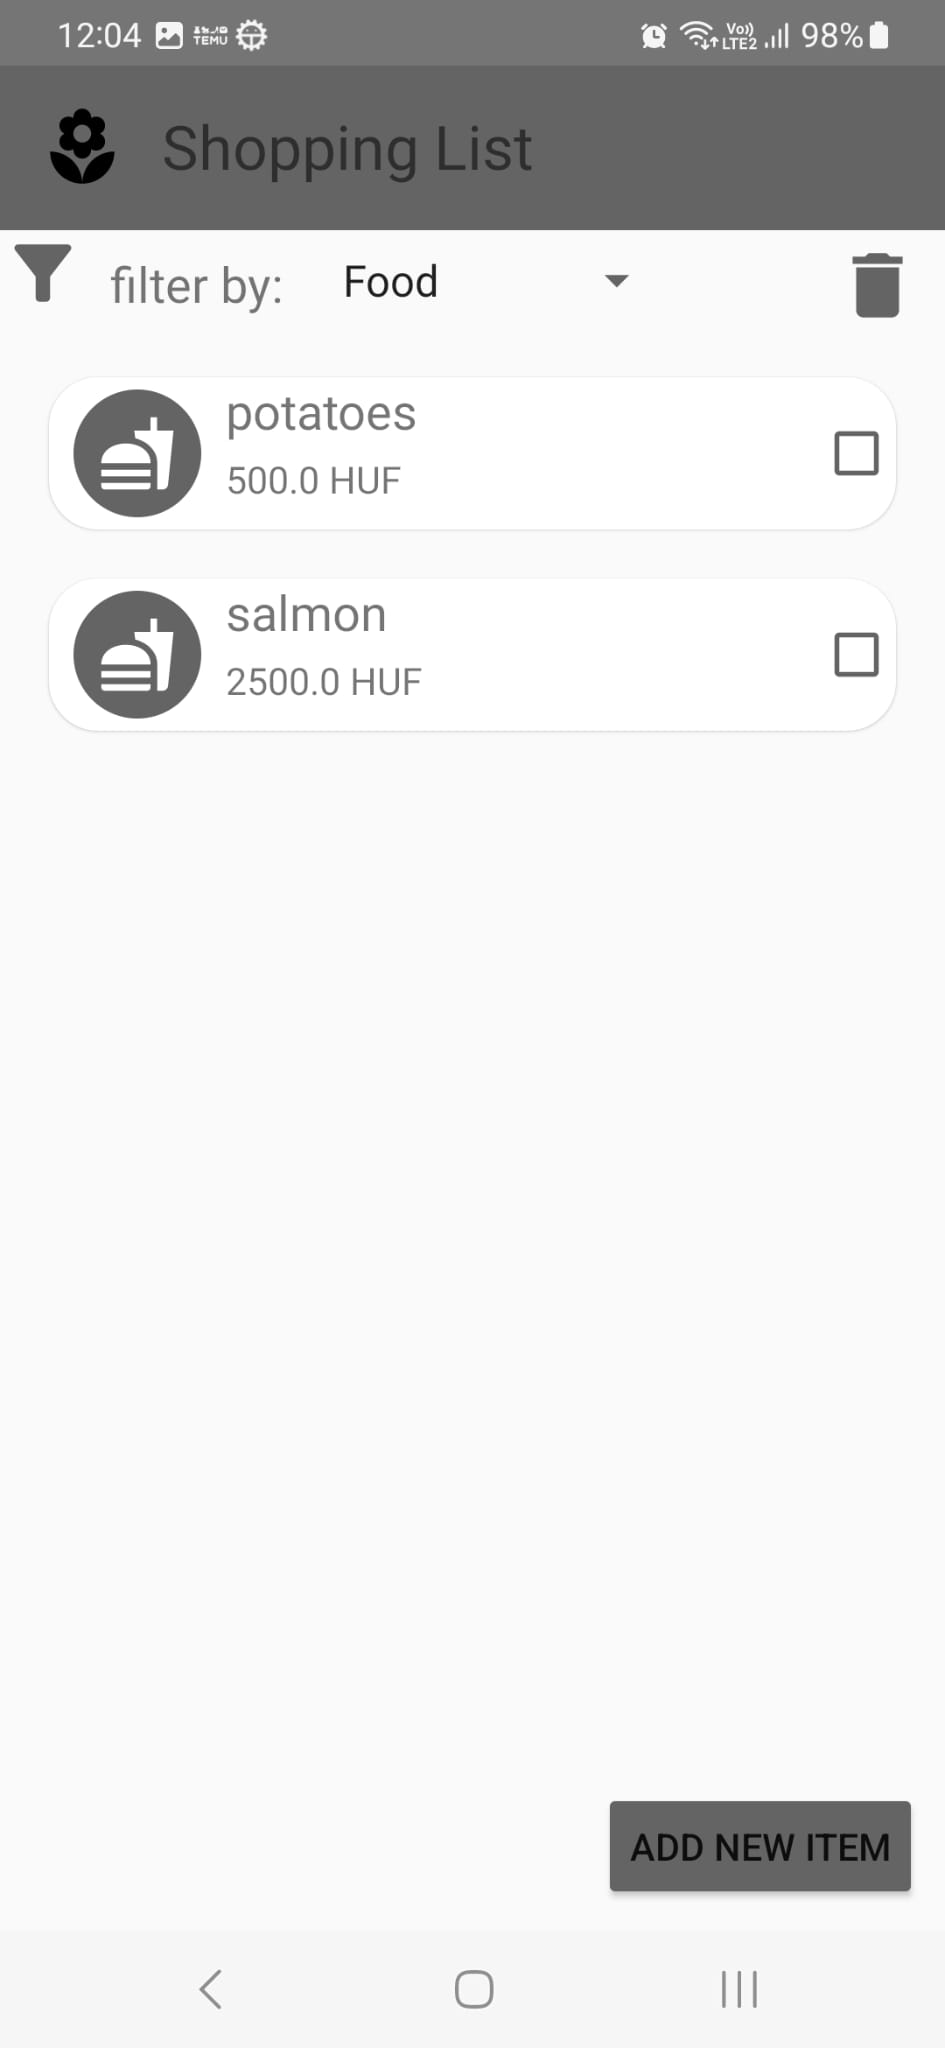 12:04 TEMU Vo)) LTE2 98%
Shopping List
filter by: Food
potatoes
500.0 HUF
salmon
2500.0 HUF
ADD NEW ITEM